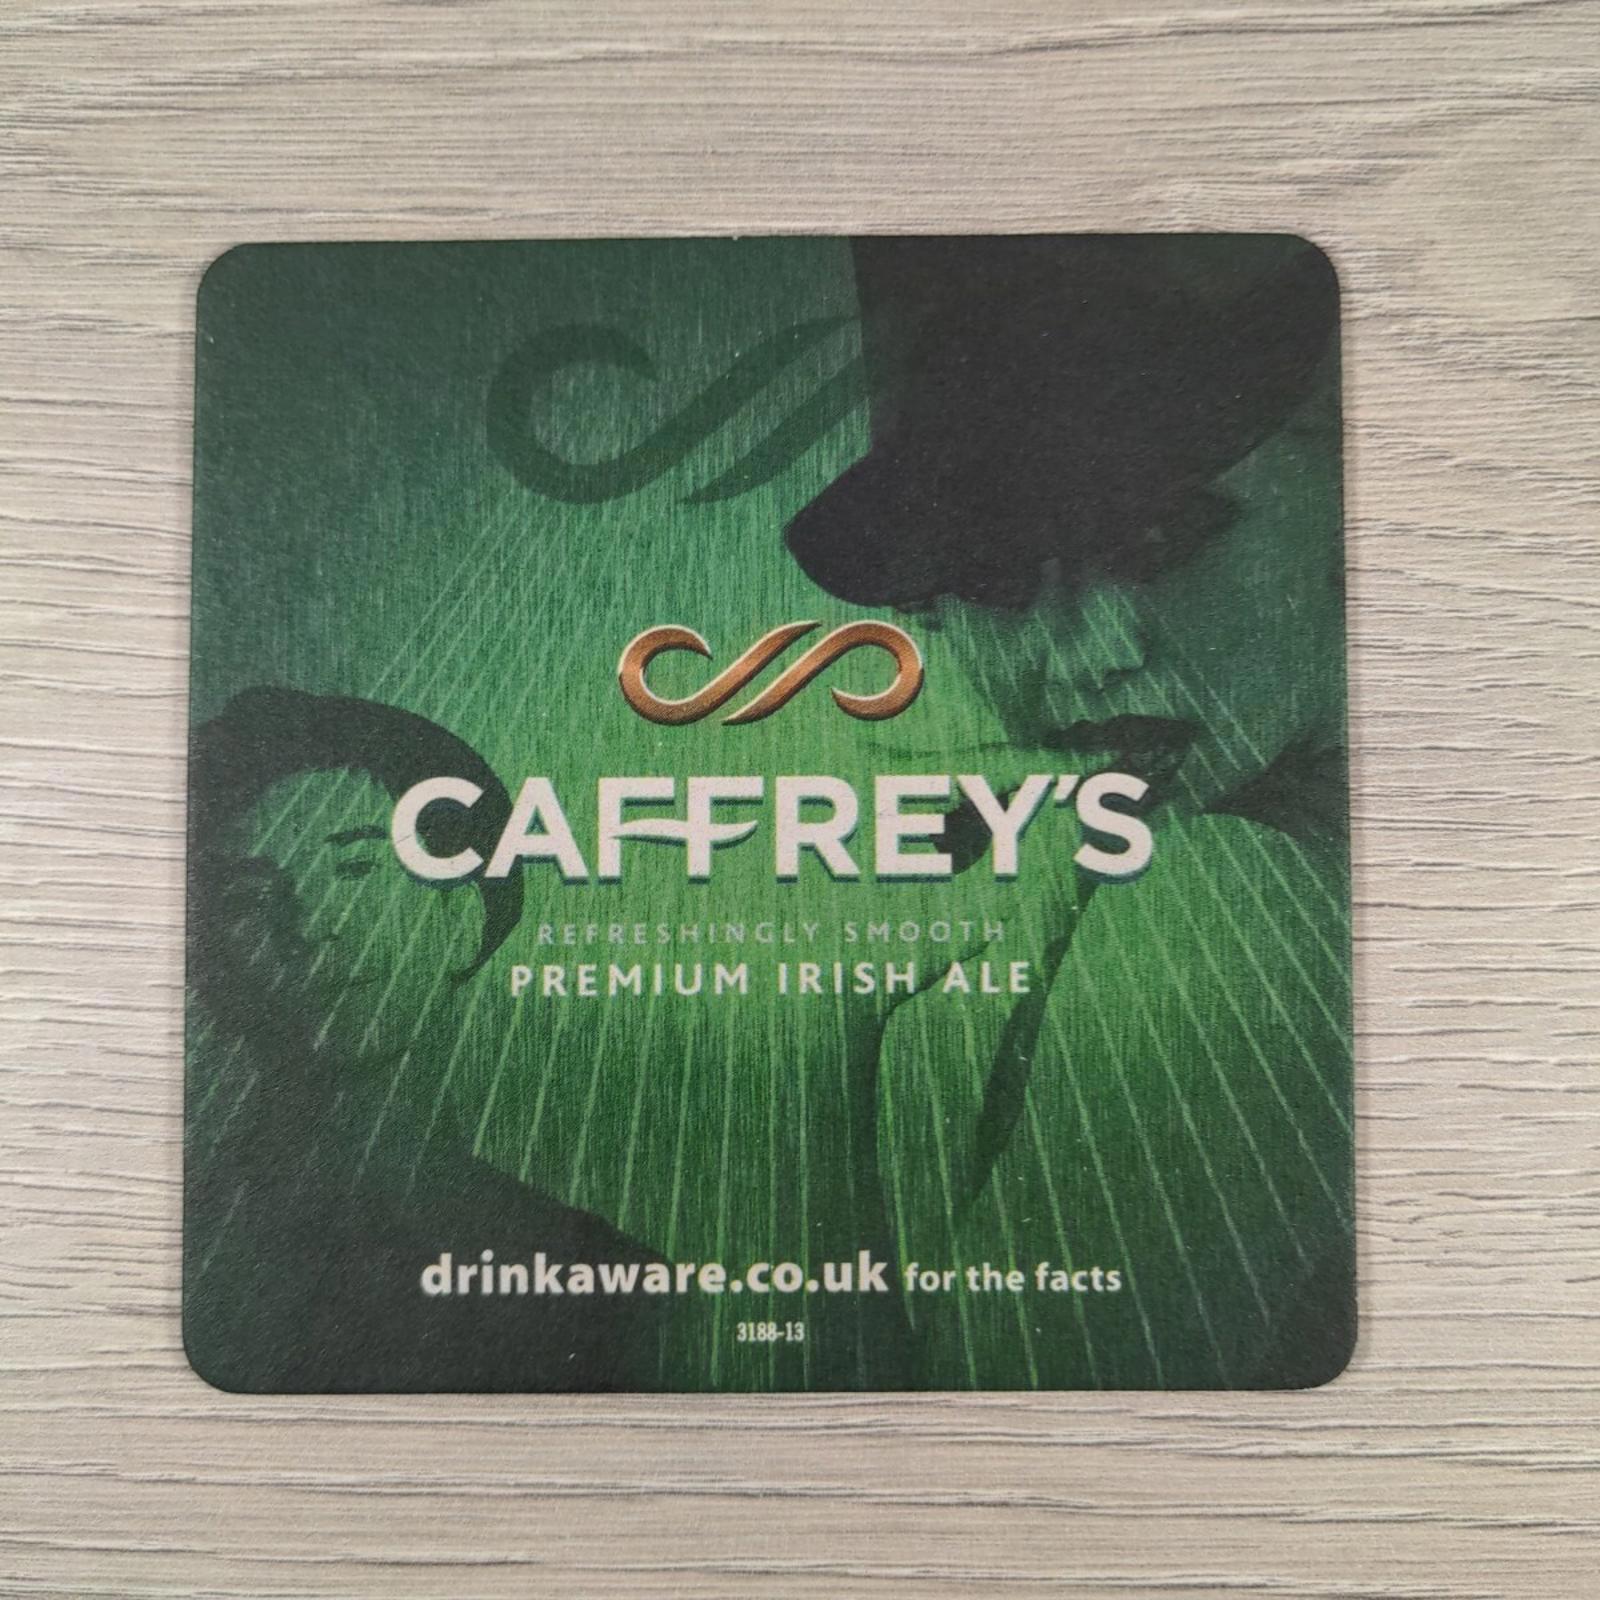 CAFFREY'S
REFRESHINGLY SMOOTH
PREMIUM IRISH ALE
drinkaware.co.uk for the facts
3188-13